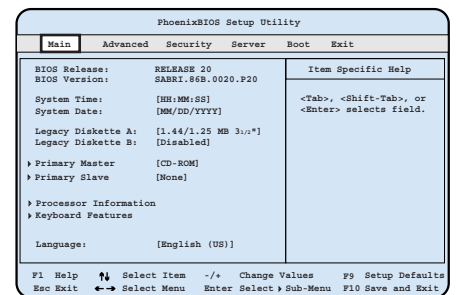 PhoenixBIOS Setup Utility
Main Advanced Security Server Boot Exit
BIOS Release: RELEASE 20
BIOS Version: SABRI.86B.0020.P20
System Time: [HH:MM:SS]
System Date: [MM/DD/YYYY]
Legacy Diskette A: [1.44/1.25 MB 31/2"]
Legacy Diskette B: [Disabled]
Primary Master [CD-ROM]
Primary Slave [None]
Processor Information
Keyboard Features
Language: [English (US)]
Item Specific Help
<Tab>, <Shift-Tab>, or
<Enter> selects field.
F1 Help Select Item -/+ Change Values F9 Setup Defaults
Esc Exit Select Menu Enter Select Sub-Menu F10 Save and Exit